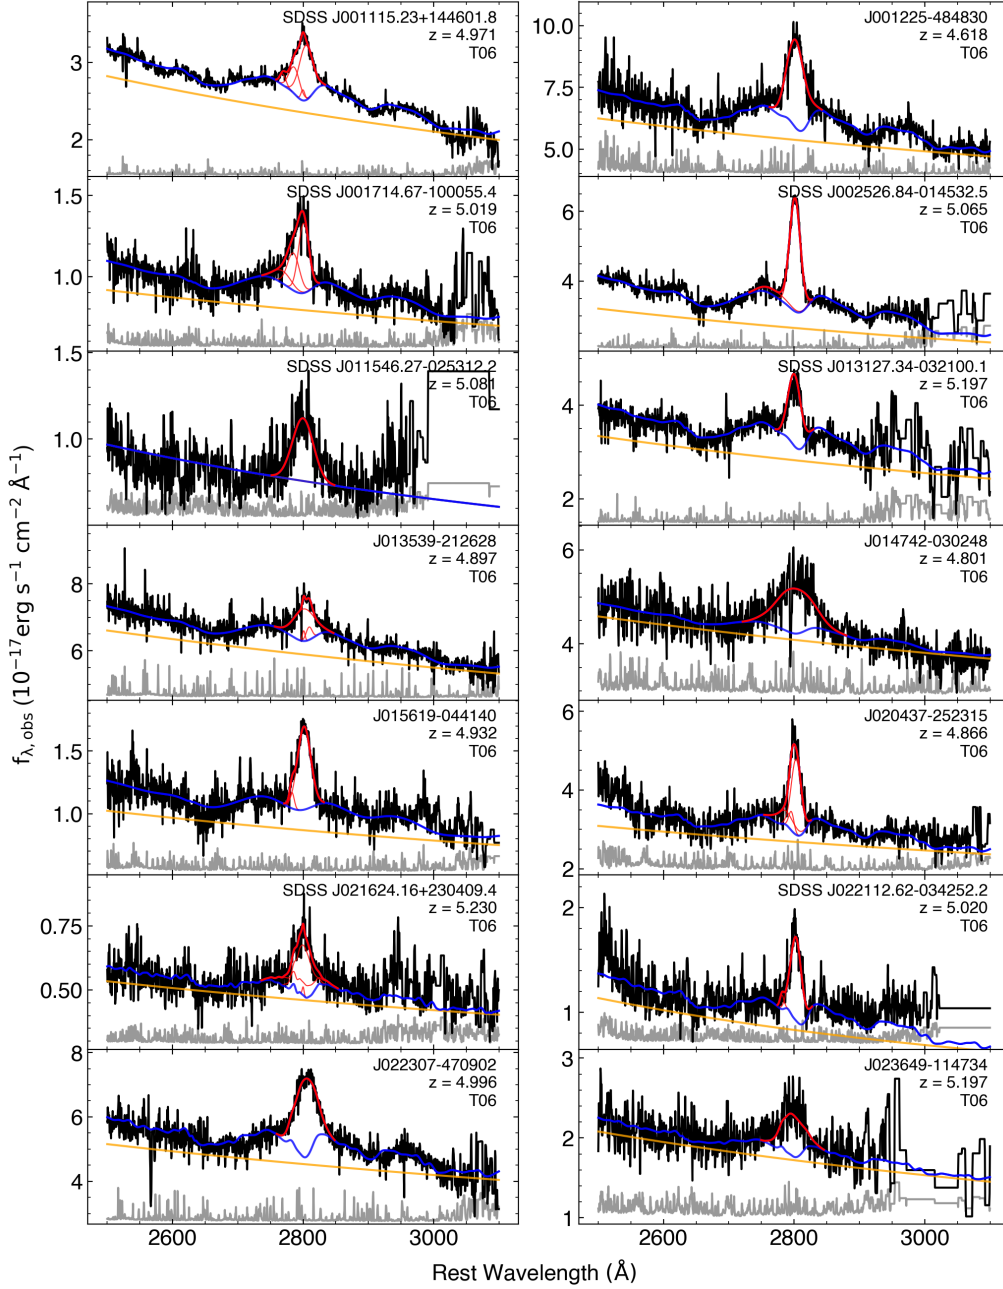 SDSS J001115.23+144601.8
z = 4.971
T06
3
2
J001225-484830
z = 4.618
T06
10.0
7.5
5.0
SDSS J001714.67-100055.4
z = 5.019
T06
1.5
1.0
SDSS J002526.84-014532.5
z = 5.065
T06
6
4
SDSS J011546.27-025312.2
z = 5.081
T06
1.5
1.0
SDSS J013127.34-032100.1
z = 5.197
T06
4
2
J013539-212628
z = 4.897
T06
8
6
J014742-030248
z = 4.801
T06
6
4
J015619-044140
z = 4.932
T06
1.5
1.0
J020437-252315
z = 4.866
T06
6
4
2
SDSS J021624.16+230409.4
z = 5.230
T06
0.75
0.50
SDSS J022112.62-034252.2
z = 5.020
T06
2
1
J022307-470902
z = 4.996
T06
8
6
4
J023649-114734
z = 5.197
T06
3
2
1
2600 2800 3000
2600 2800 3000
Rest Wavelength (Å)
fλ, obs (10⁻¹⁷erg s⁻¹ cm⁻² Å⁻¹)